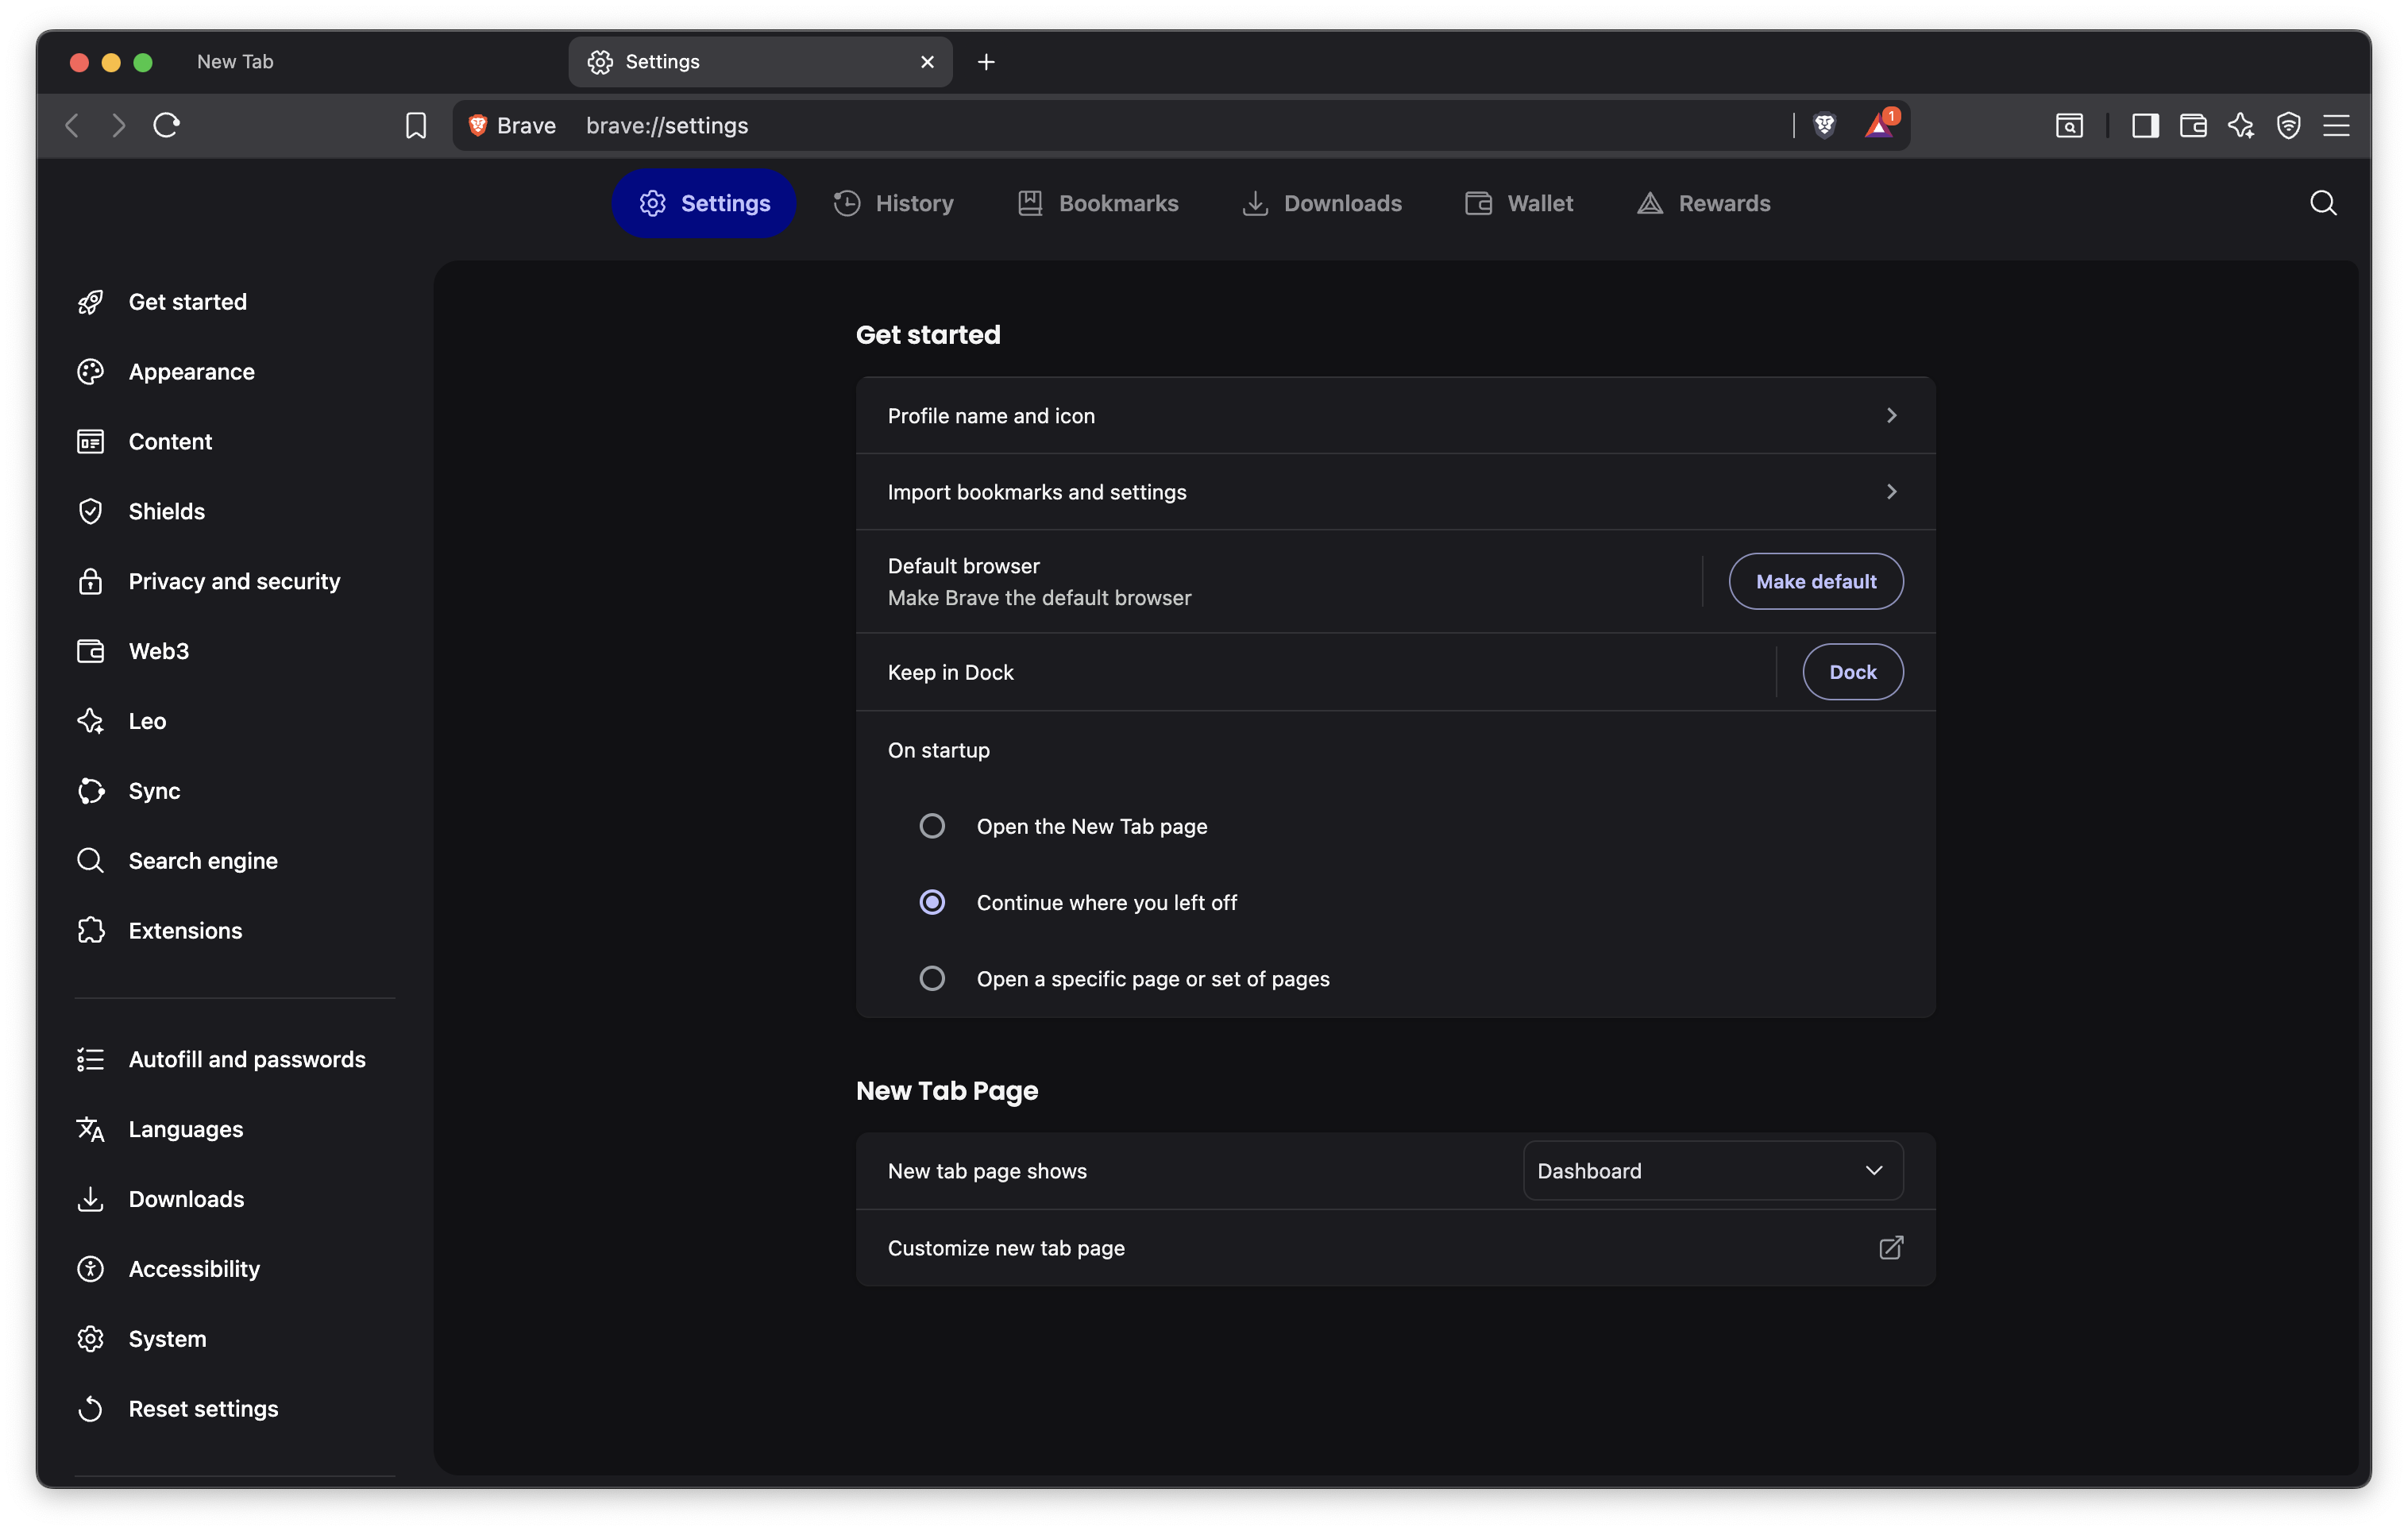 New Tab
Settings
Brave brave://settings
1
Settings
History
Bookmarks
Downloads
Wallet
Rewards
Get started
Appearance
Content
Shields
Privacy and security
Web3
Leo
Sync
Search engine
Extensions
Autofill and passwords
Languages
Downloads
Accessibility
System
Reset settings
Get started
Profile name and icon
Import bookmarks and settings
Default browser
Make Brave the default browser
Make default
Keep in Dock
Dock
On startup
Open the New Tab page
Continue where you left off
Open a specific page or set of pages
New Tab Page
New tab page shows
Dashboard
Customize new tab page